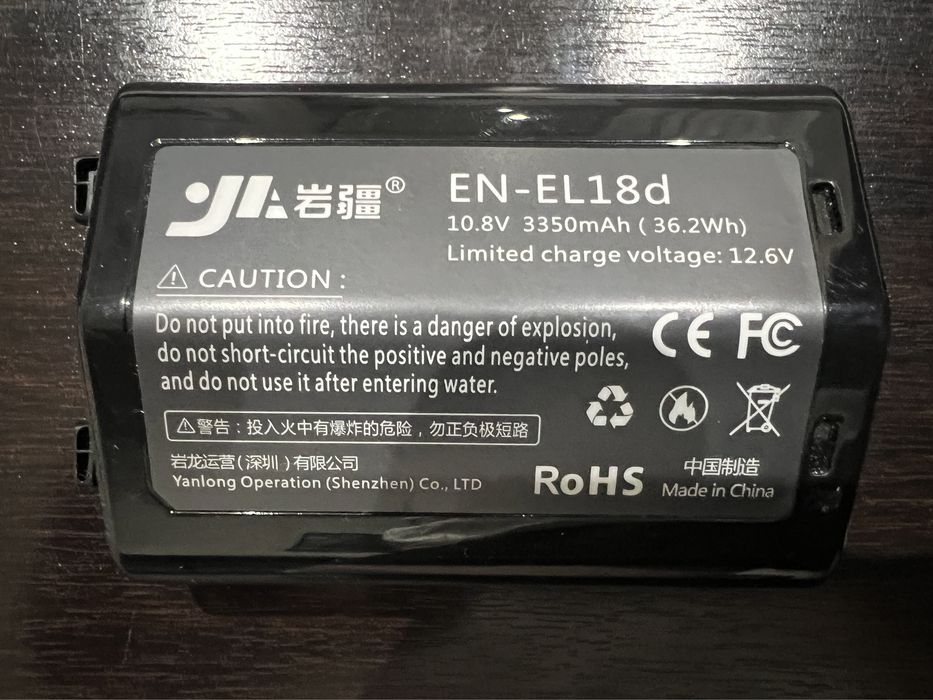 YJA岩疆®
EN-EL18d
10.8V 3350mAh ( 36.2Wh)
Limited charge voltage: 12.6V
CAUTION :
Do not put into fire, there is a danger of explosion,
do not short-circuit the positive and negative poles,
and do not use it after entering water.
CE FC
警告：投入火中有爆炸的危险，勿正负极短路
岩龙运营（深圳）有限公司
Yanlong Operation (Shenzhen) Co., LTD
RoHS
中国制造
Made in China